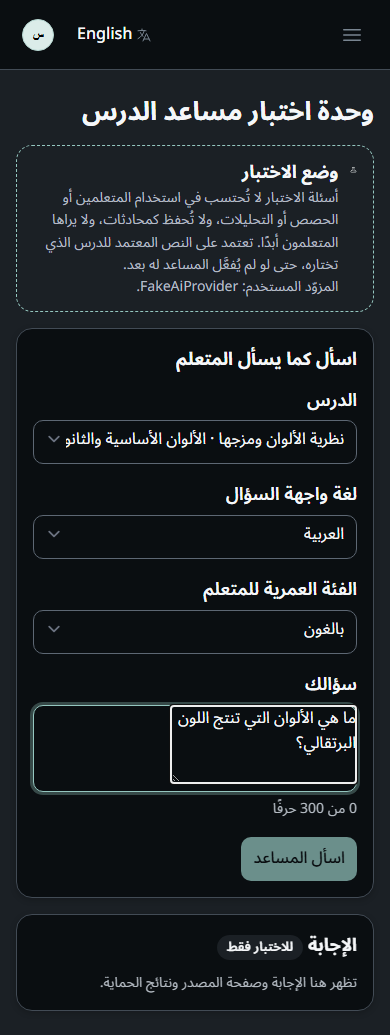 س
English
وحدة اختبار مساعد الدرس
وضع الاختبار
أسئلة الاختبار لا تُحتسب في استخدام المتعلمين أو
الحصص أو التحليلات، ولا تُحفظ كمحادثات، ولا يراها
المتعلمون أبدًا. تعتمد على النص المعتمد للدرس الذي
تختاره، حتى لو لم يُفعَّل المساعد له بعد.
المزوّد المستخدم: FakeAiProvider.
اسأل كما يسأل المتعلم
الدرس
نظرية الألوان ومزجها · الألوان الأساسية والثانو
لغة واجهة السؤال
العربية
الفئة العمرية للمتعلم
بالغون
سؤالك
ما هي الألوان التي تنتج اللون
البرتقالي؟
0 من 300 حرفًا
اسأل المساعد
الإجابة للاختبار فقط
تظهر هنا الإجابة وصفحة المصدر ونتائج الحماية.